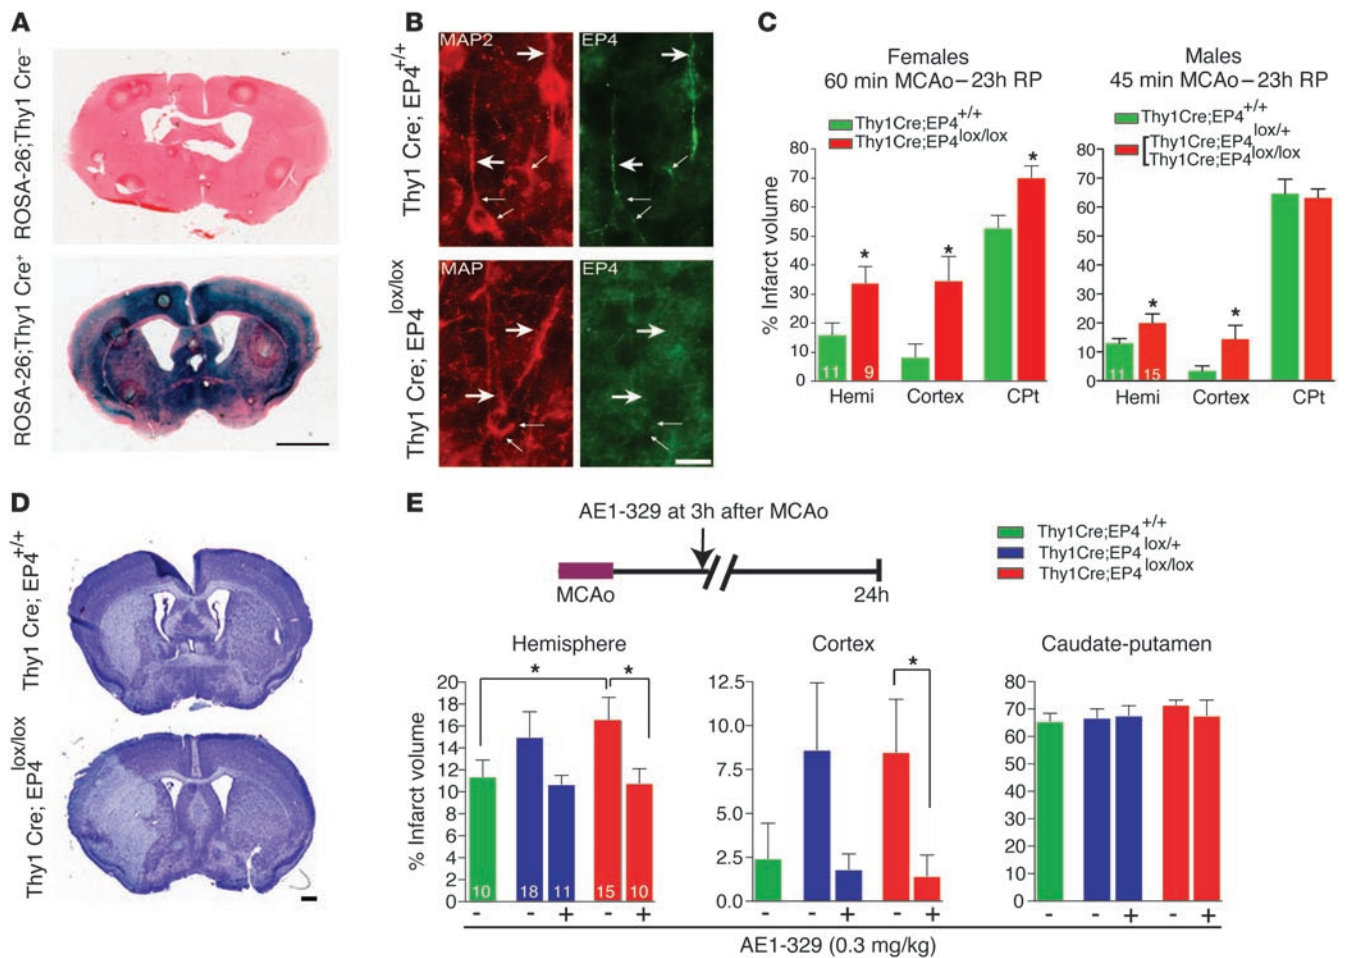 A
ROSA-26;Thy1 Cre⁻
ROSA-26;Thy1 Cre⁺
B
Thy1 Cre; EP4+/+
MAP2
EP4
Thy1 Cre; EP4lox/lox
MAP
EP4
C
Females
60 min MCAo–23h RP
Thy1Cre;EP4+/+
Thy1Cre;EP4lox/lox
% Infarct volume
80
70
60
50
40
30
20
10
0
*
*
*
11
9
Hemi
Cortex
CPt
Males
45 min MCAo–23h RP
Thy1Cre;EP4+/+
Thy1Cre;EP4lox/+
Thy1Cre;EP4lox/lox
80
70
60
50
40
30
20
10
0
*
*
11
15
Hemi
Cortex
CPt
D
Thy1 Cre; EP4+/+
Thy1 Cre; EP4lox/lox
E
AE1-329 at 3h after MCAo
MCAo
24h
Thy1Cre;EP4+/+
Thy1Cre;EP4lox/+
Thy1Cre;EP4lox/lox
Hemisphere
% Infarct volume
20
18
16
14
12
10
8
6
4
2
0
*
*
10
18
11
15
10
- - + - +
Cortex
12.5
10.0
7.5
5.0
2.5
0.0
*
- - + - +
Caudate-putamen
80
70
60
50
40
30
20
10
0
- - + - +
AE1-329 (0.3 mg/kg)